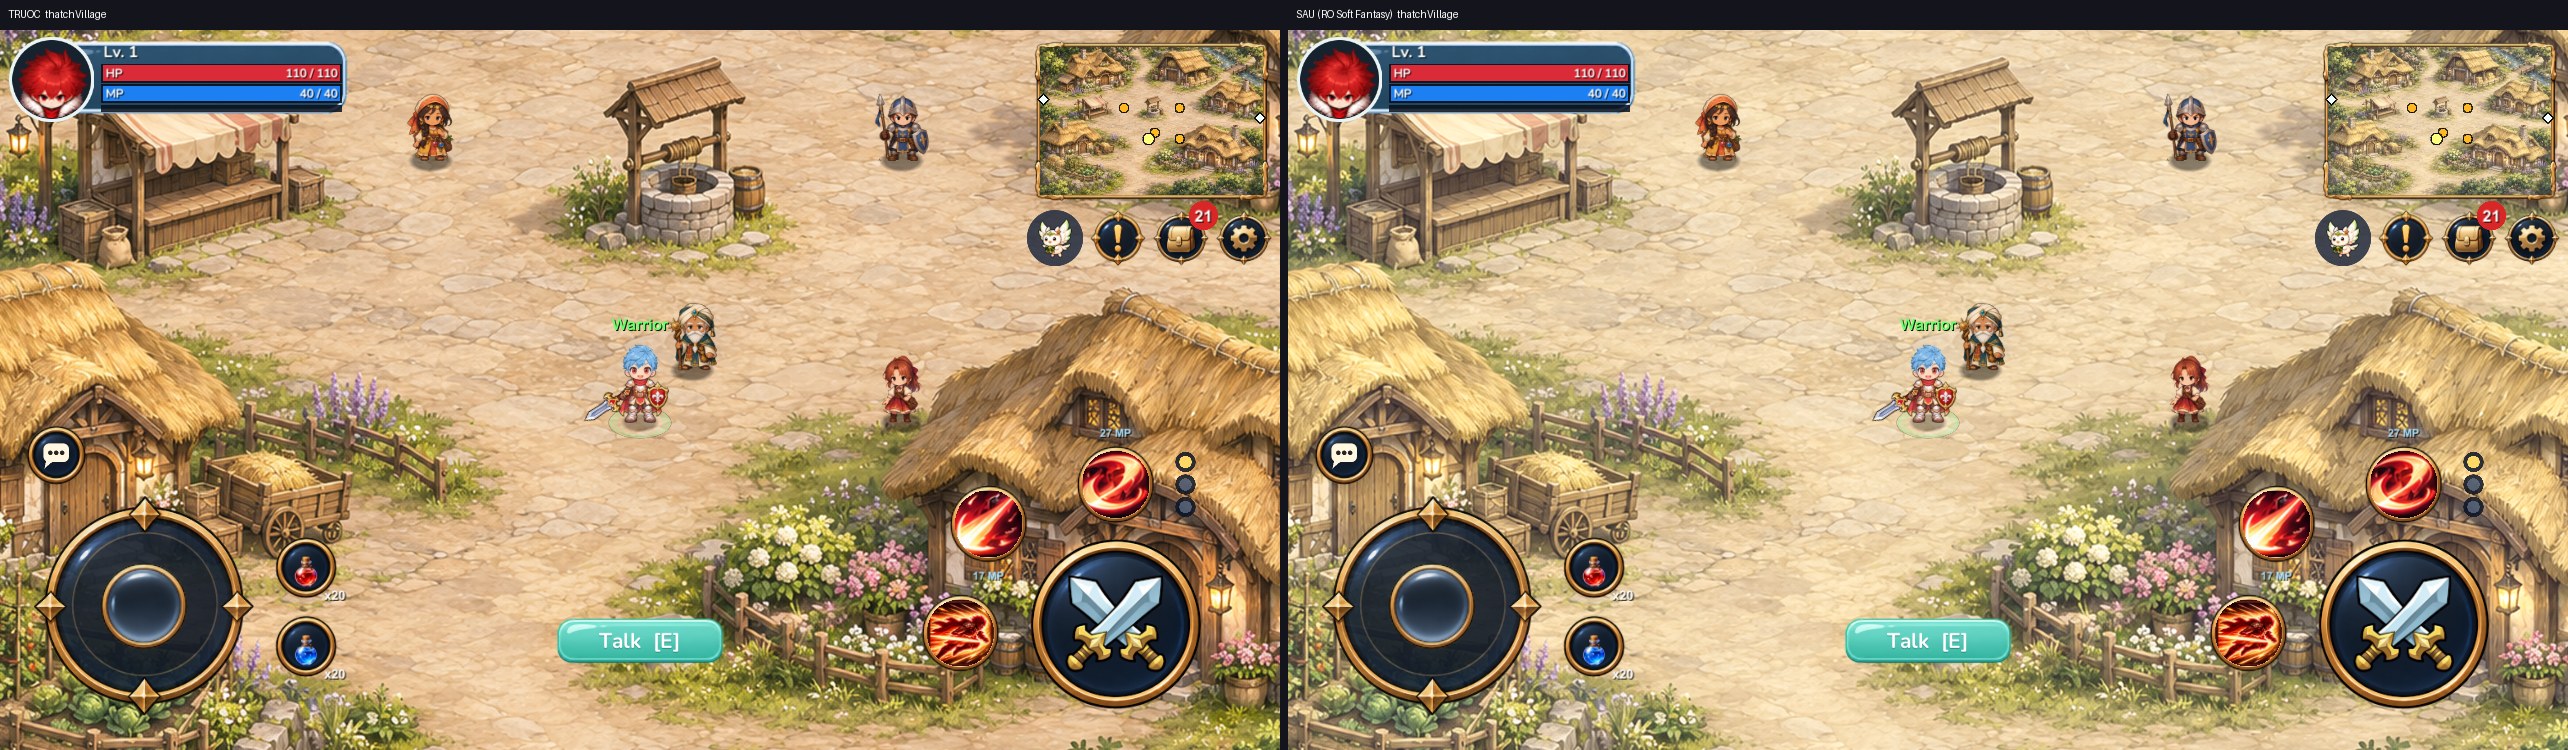 TRUOC thatchVillage
Lv. 1
HP 110 / 110
MP 40 / 40
21
Warrior
27 MP
17 MP
x20
x20
Talk [E]
SAU (RO Soft Fantasy) thatchVillage
Lv. 1
HP 110 / 110
MP 40 / 40
21
Warrior
27 MP
17 MP
x20
x20
Talk [E]